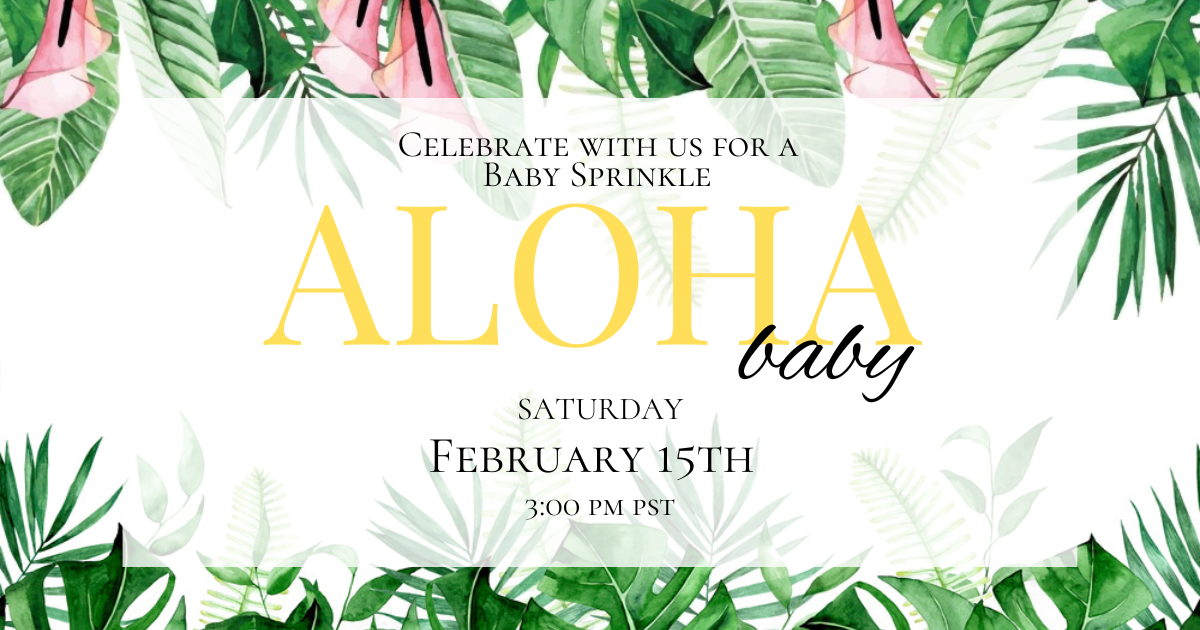 Celebrate with us for a
Baby Sprinkle
ALOHA
baby
SATURDAY
February 15th
3:00 PM PST